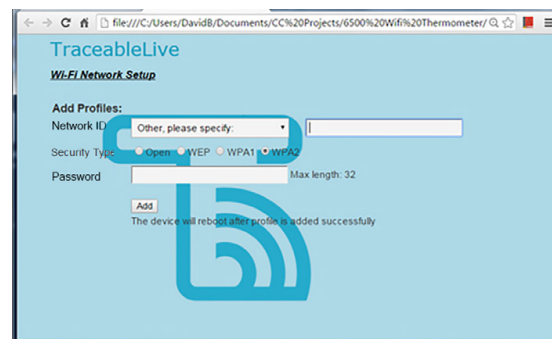 file:///C:/Users/DavidB/Documents/CC%20Projects/6500%20Wifi%20Thermometer/
TraceableLive
Wi-Fi Network Setup
Add Profiles:
Network ID Other, please specify:
Security Type Open WEP WPA1 WPA2
Password Max length: 32
Add
The device will reboot after profile is added successfully